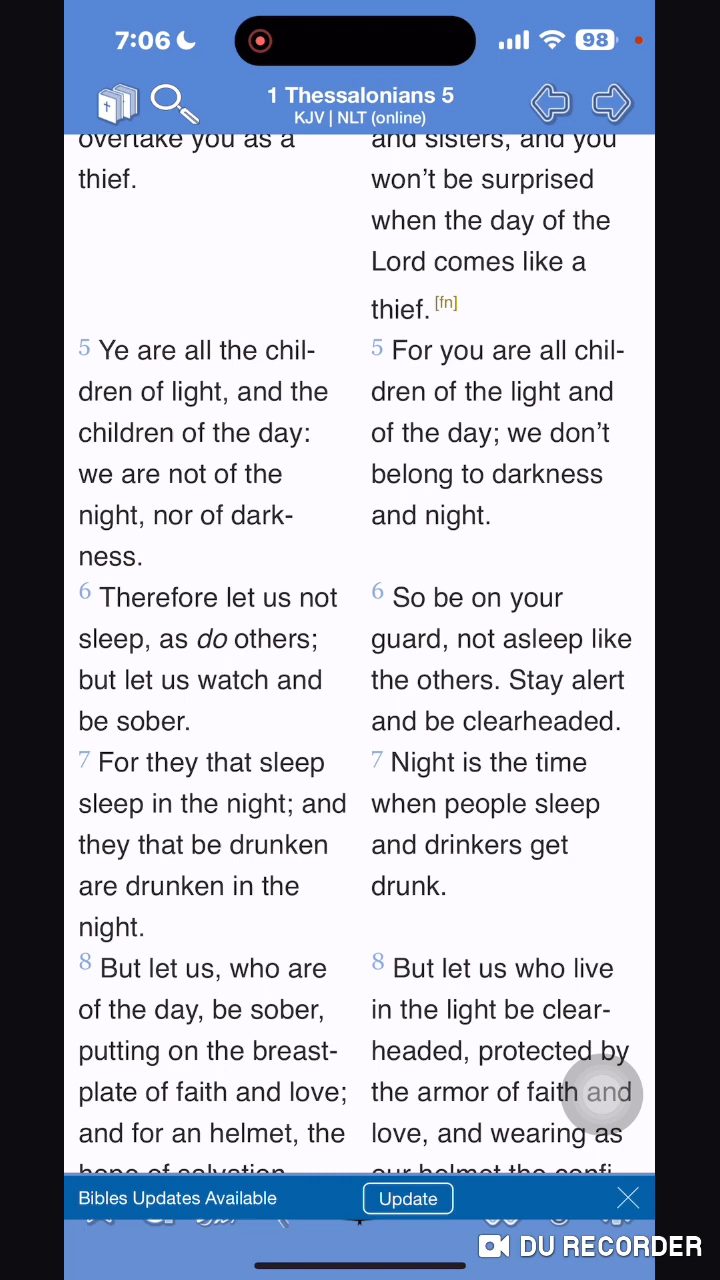 7:06
98
1 Thessalonians 5
KJV | NLT (online)
overtake you as a
thief.
and sisters, and you
won’t be surprised
when the day of the
Lord comes like a
thief. [fn]
5 Ye are all the chil-
dren of light, and the
children of the day:
we are not of the
night, nor of dark-
ness.
5 For you are all chil-
dren of the light and
of the day; we don’t
belong to darkness
and night.
6 Therefore let us not
sleep, as do others;
but let us watch and
be sober.
6 So be on your
guard, not asleep like
the others. Stay alert
and be clearheaded.
7 For they that sleep
sleep in the night; and
they that be drunken
are drunken in the
night.
7 Night is the time
when people sleep
and drinkers get
drunk.
8 But let us, who are
of the day, be sober,
putting on the breast-
plate of faith and love;
and for an helmet, the
hope of salvation
8 But let us who live
in the light be clear-
headed, protected by
the armor of faith and
love, and wearing as
our helmet the confi-
Bibles Updates Available
Update
DU RECORDER